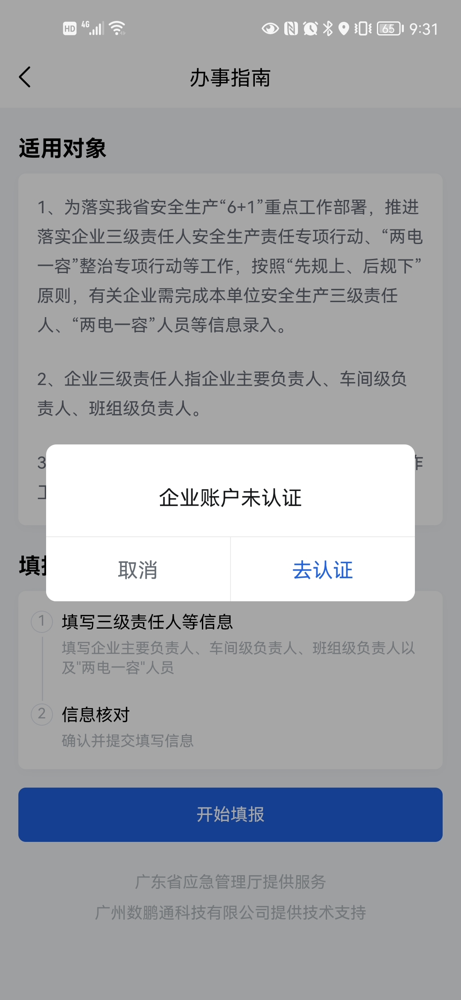 HD 4G 65 9:31
办事指南
适用对象
1、为落实我省安全生产“6+1”重点工作部署，推进
落实企业三级责任人安全生产责任专项行动、“两电
一容”整治专项行动等工作，按照“先规上、后规下”
原则，有关企业需完成本单位安全生产三级责任
人、“两电一容”人员等信息录入。
2、企业三级责任人指企业主要负责人、车间级负
责人、班组级负责人。
3
企业账户未认证
取消
去认证
1
填写三级责任人等信息
填写企业主要负责人、车间级负责人、班组级负责人以
及"两电一容"人员
2
信息核对
确认并提交填写信息
开始填报
广东省应急管理厅提供服务
广州数鹏通科技有限公司提供技术支持